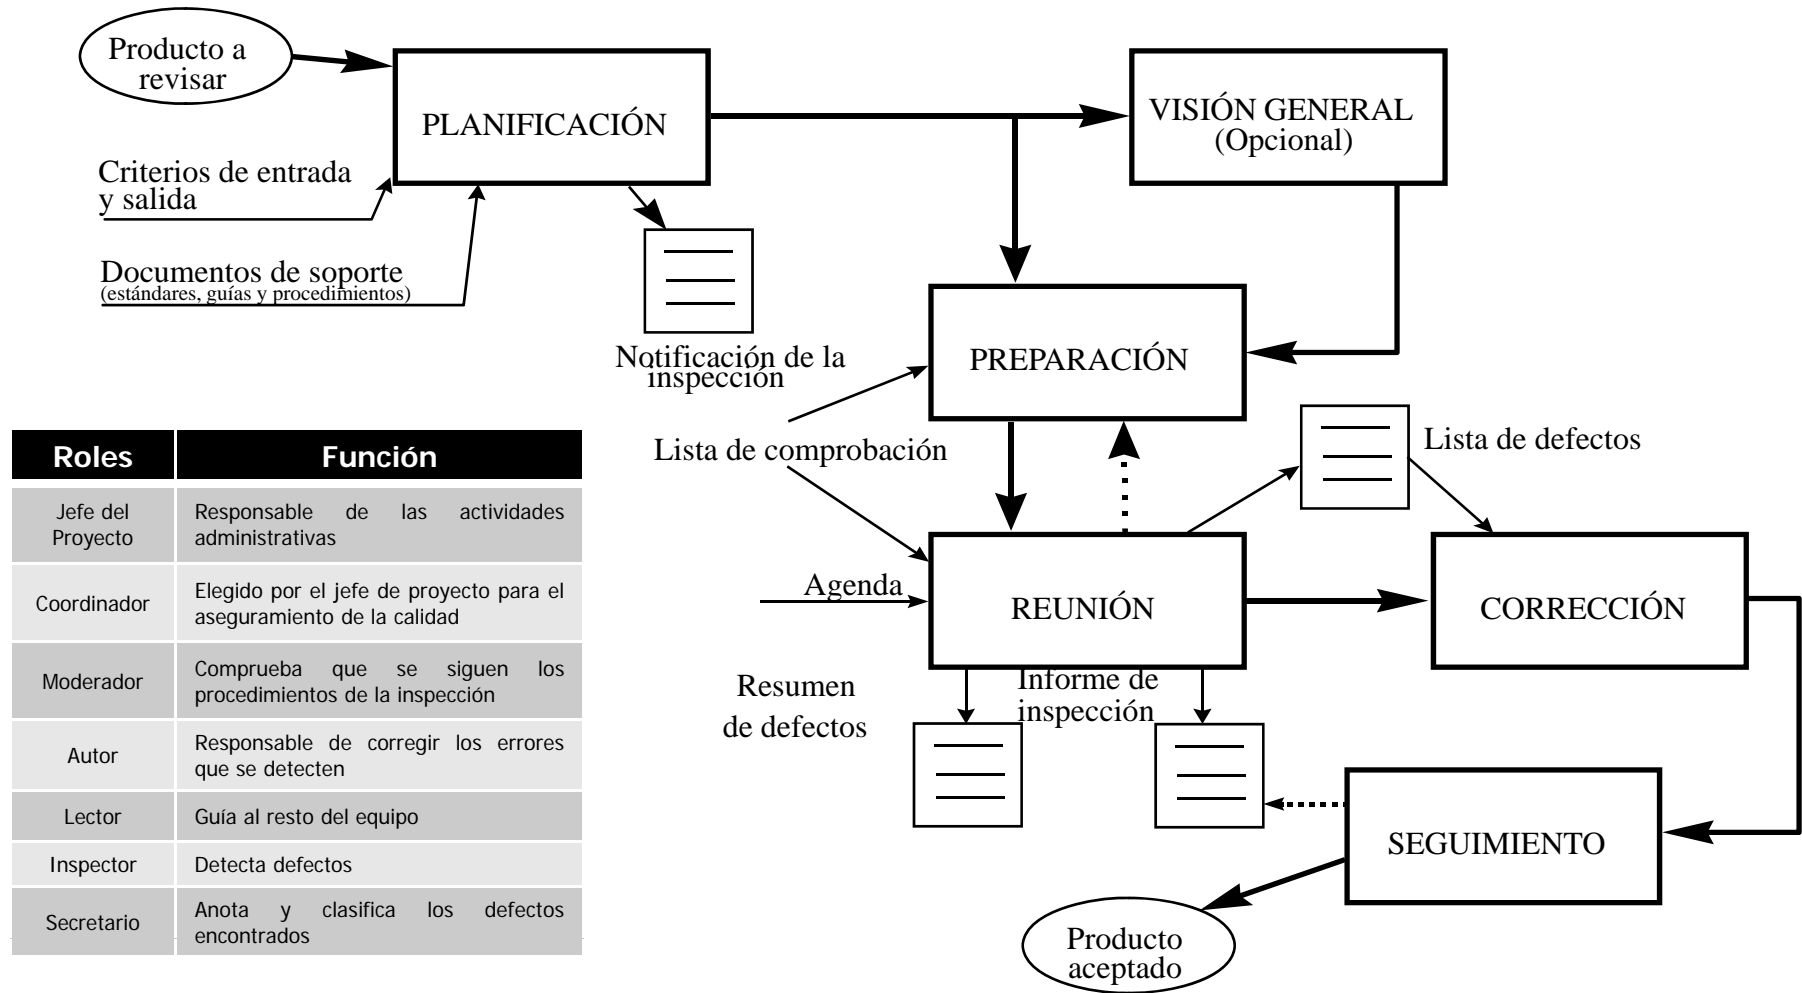 Producto a
revisar
PLANIFICACIÓN
VISIÓN GENERAL
(Opcional)
Criterios de entrada
y salida
Documentos de soporte
(estándares, guías y procedimientos)
Notificación de la
inspección
PREPARACIÓN
Lista de comprobación
Lista de defectos
Agenda
REUNIÓN
CORRECCIÓN
Resumen
de defectos
Informe de
inspección
SEGUIMIENTO
Producto
aceptado
Roles
Función
Jefe del
Proyecto
Responsable de las actividades
administrativas
Coordinador
Elegido por el jefe de proyecto para el
aseguramiento de la calidad
Moderador
Comprueba que se siguen los
procedimientos de la inspección
Autor
Responsable de corregir los errores
que se detecten
Lector
Guía al resto del equipo
Inspector
Detecta defectos
Secretario
Anota y clasifica los defectos
encontrados